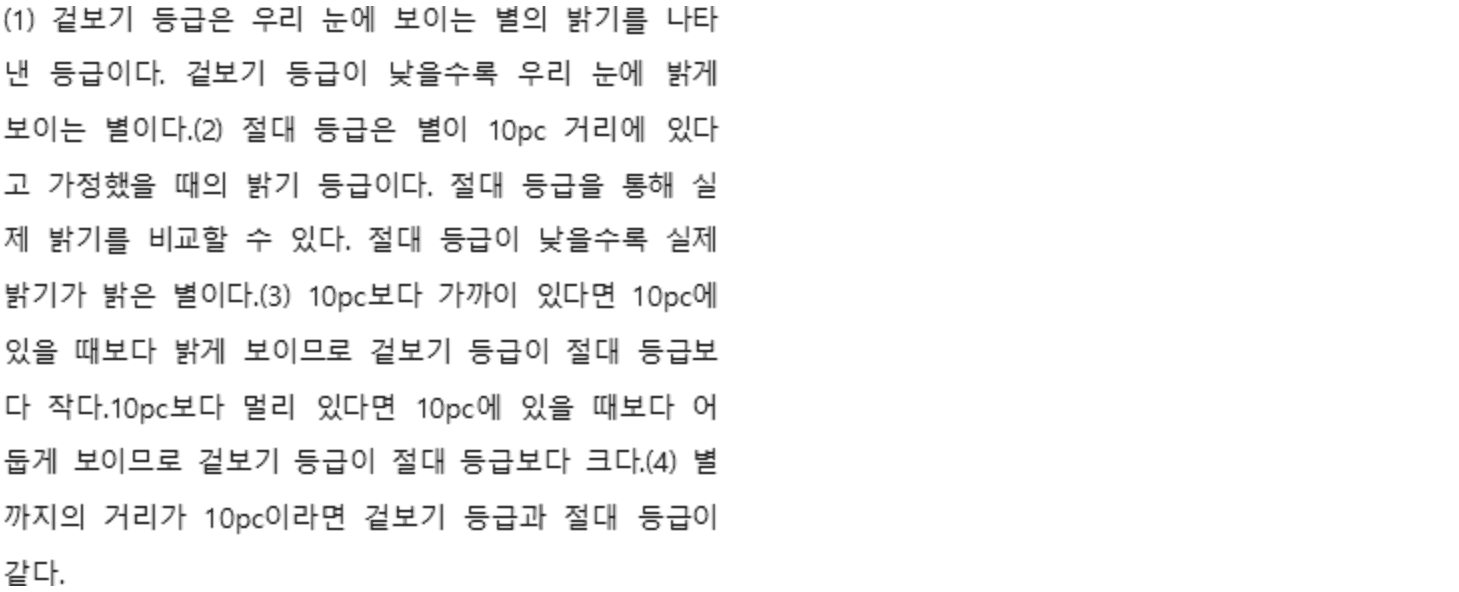 (1) 겉보기 등급은 우리 눈에 보이는 별의 밝기를 나타
낸 등급이다. 겉보기 등급이 낮을수록 우리 눈에 밝게
보이는 별이다.(2) 절대 등급은 별이 10pc 거리에 있다
고 가정했을 때의 밝기 등급이다. 절대 등급을 통해 실
제 밝기를 비교할 수 있다. 절대 등급이 낮을수록 실제
밝기가 밝은 별이다.(3) 10pc보다 가까이 있다면 10pc에
있을 때보다 밝게 보이므로 겉보기 등급이 절대 등급보
다 작다.10pc보다 멀리 있다면 10pc에 있을 때보다 어
둡게 보이므로 겉보기 등급이 절대 등급보다 크다.(4) 별
까지의 거리가 10pc이라면 겉보기 등급과 절대 등급이
같다.